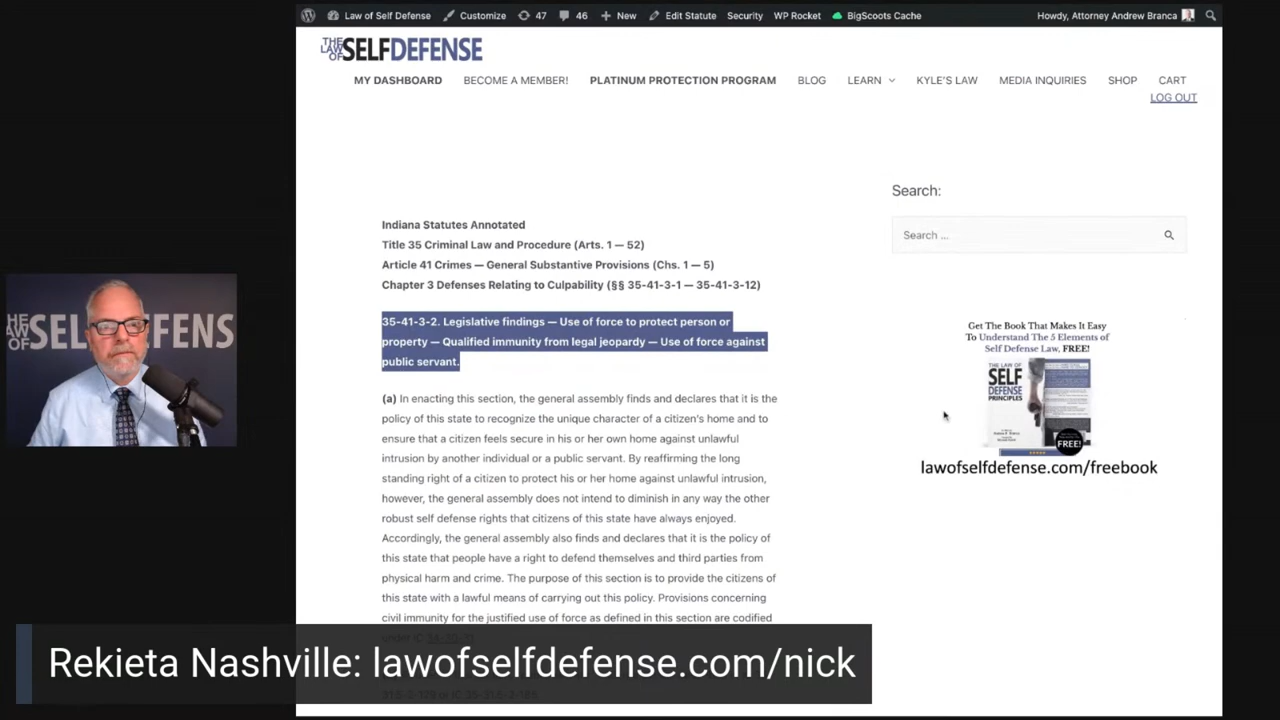 Law of Self Defense Customize 47 46 New Edit Statute Security WP Rocket BigScoots Cache Howdy, Attorney Andrew Branca
THE LAW OF SELF DEFENSE
MY DASHBOARD BECOME A MEMBER! PLATINUM PROTECTION PROGRAM BLOG LEARN KYLE'S LAW MEDIA INQUIRIES SHOP CART
LOG OUT
Search:
Search ...
Indiana Statutes Annotated
Title 35 Criminal Law and Procedure (Arts. 1 — 52)
Article 41 Crimes — General Substantive Provisions (Chs. 1 — 5)
Chapter 3 Defenses Relating to Culpability (§§ 35-41-3-1 — 35-41-3-12)
35-41-3-2. Legislative findings — Use of force to protect person or
property — Qualified immunity from legal jeopardy — Use of force against
public servant.
(a) In enacting this section, the general assembly finds and declares that it is the
policy of this state to recognize the unique character of a citizen's home and to
ensure that a citizen feels secure in his or her own home against unlawful
intrusion by another individual or a public servant. By reaffirming the long
standing right of a citizen to protect his or her home against unlawful intrusion,
however, the general assembly does not intend to diminish in any way the other
robust self defense rights that citizens of this state have always enjoyed.
Accordingly, the general assembly also finds and declares that it is the policy of
this state that people have a right to defend themselves and third parties from
physical harm and crime. The purpose of this section is to provide the citizens of
this state with a lawful means of carrying out this policy. Provisions concerning
civil immunity for the justified use of force as defined in this section are codified
under IC 34-30-31.
Get The Book That Makes It Easy
To Understand The 5 Elements of
Self Defense Law, FREE!
THE LAW OF
SELF
DEFENSE
PRINCIPLES
FREE!
lawofselfdefense.com/freebook
THE LAW OF SELF DEFENS
Rekieta Nashville: lawofselfdefense.com/nick